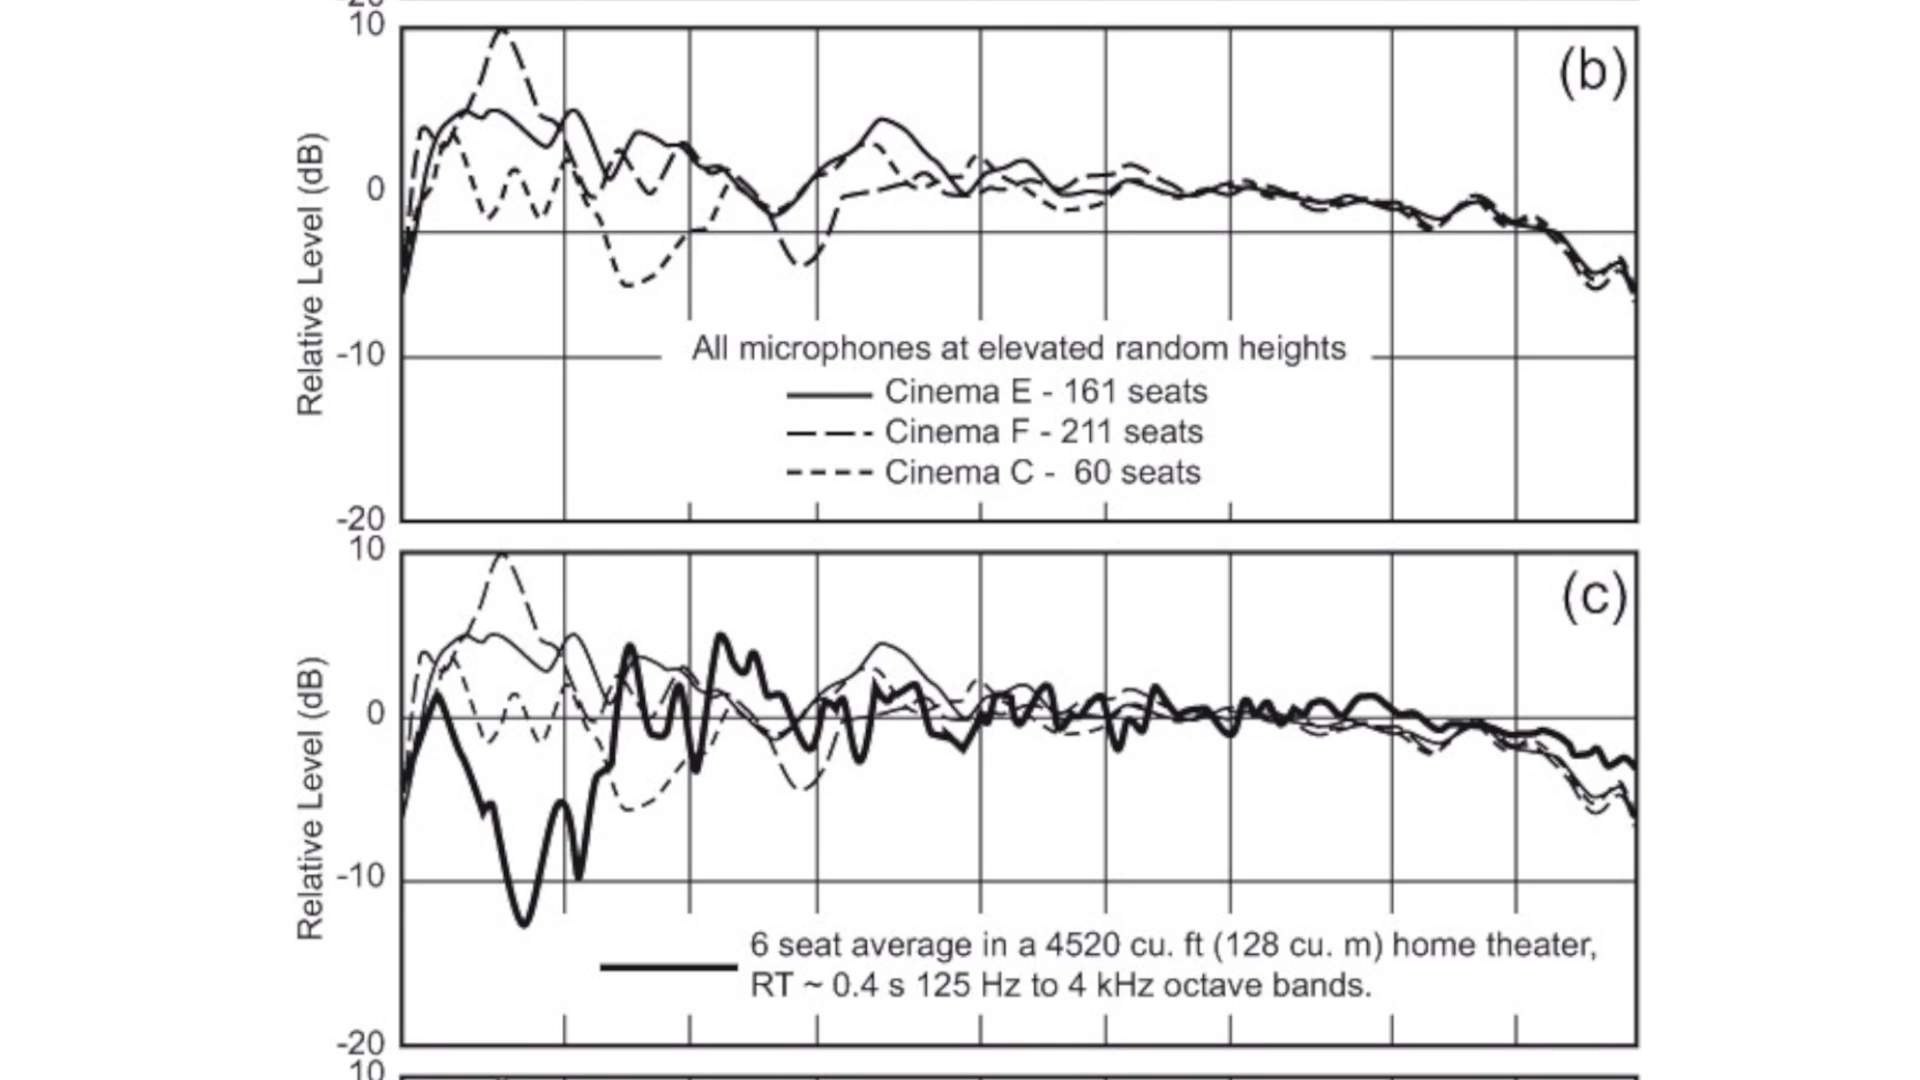 -20
10
(b)
Relative Level (dB)
0
-10
All microphones at elevated random heights
Cinema E - 161 seats
Cinema F - 211 seats
Cinema C - 60 seats
-20
10
(c)
Relative Level (dB)
0
-10
6 seat average in a 4520 cu. ft (128 cu. m) home theater,
RT ~ 0.4 s 125 Hz to 4 kHz octave bands.
-20
10